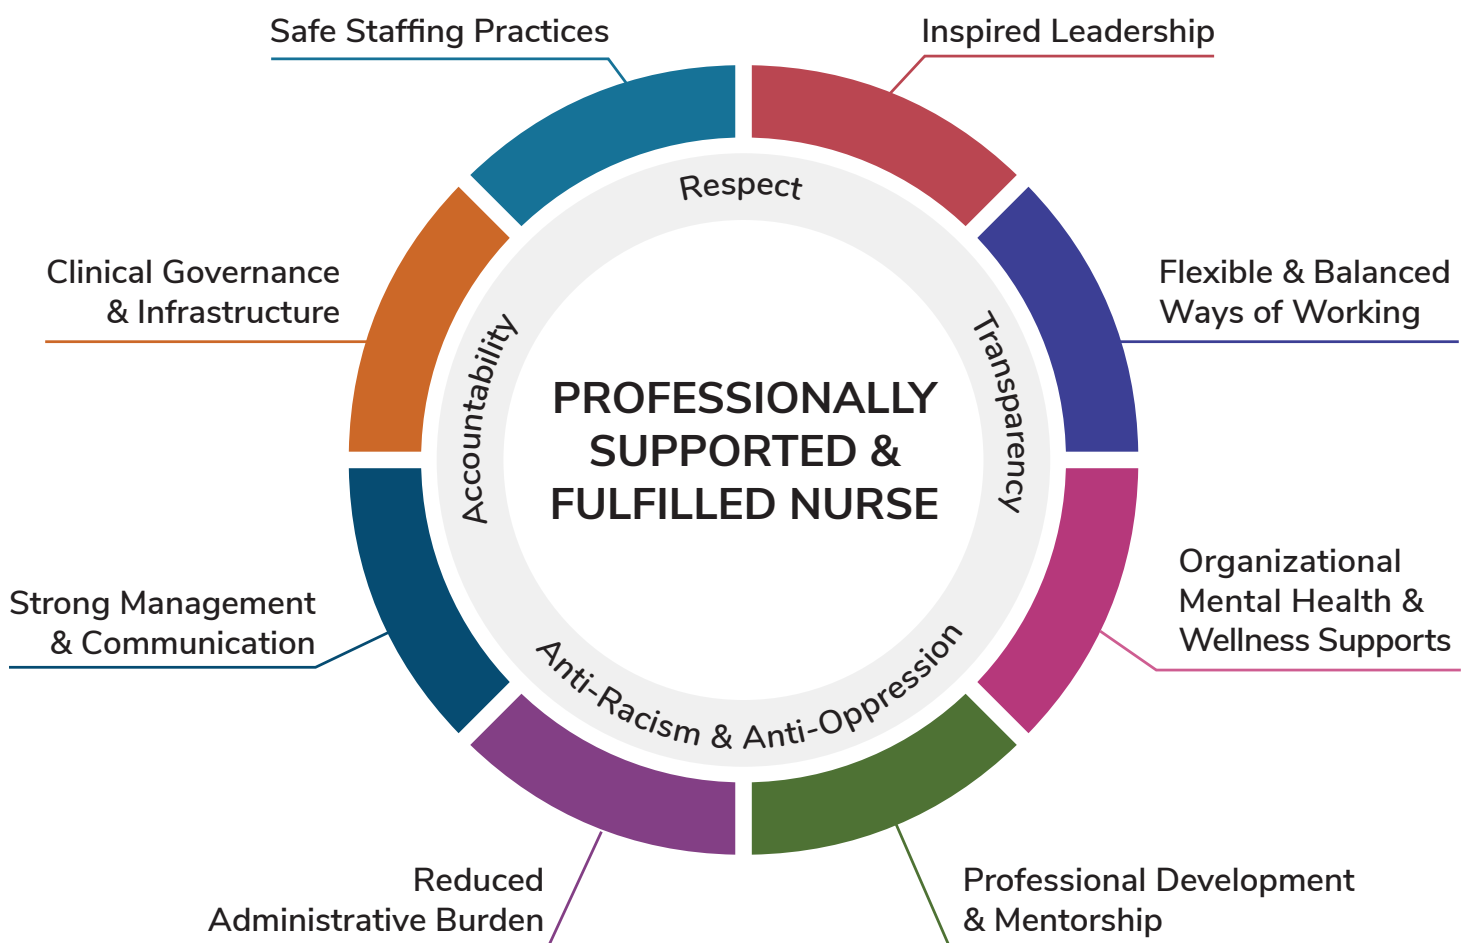 Safe Staffing Practices
Inspired Leadership
Respect
Clinical Governance
& Infrastructure
Flexible & Balanced
Ways of Working
Accountability
Transparency
PROFESSIONALLY
SUPPORTED &
FULFILLED NURSE
Organizational
Mental Health &
Wellness Supports
Strong Management
& Communication
Anti-Racism & Anti-Oppression
Reduced
Administrative Burden
Professional Development
& Mentorship